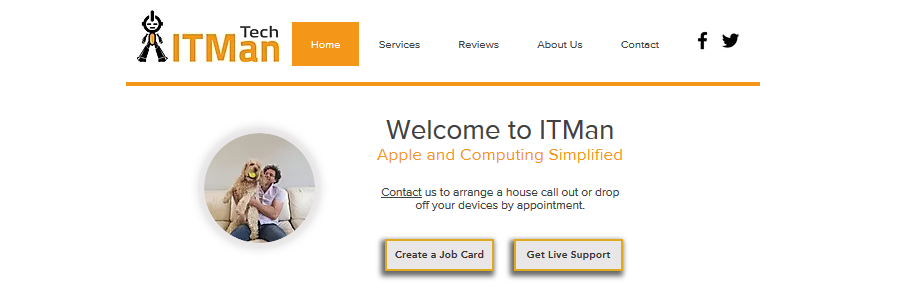 Tech
ITMan
Home
Services
Reviews
About Us
Contact
Welcome to ITMan
Apple and Computing Simplified
Contact us to arrange a house call out or drop
off your devices by appointment.
Create a Job Card
Get Live Support